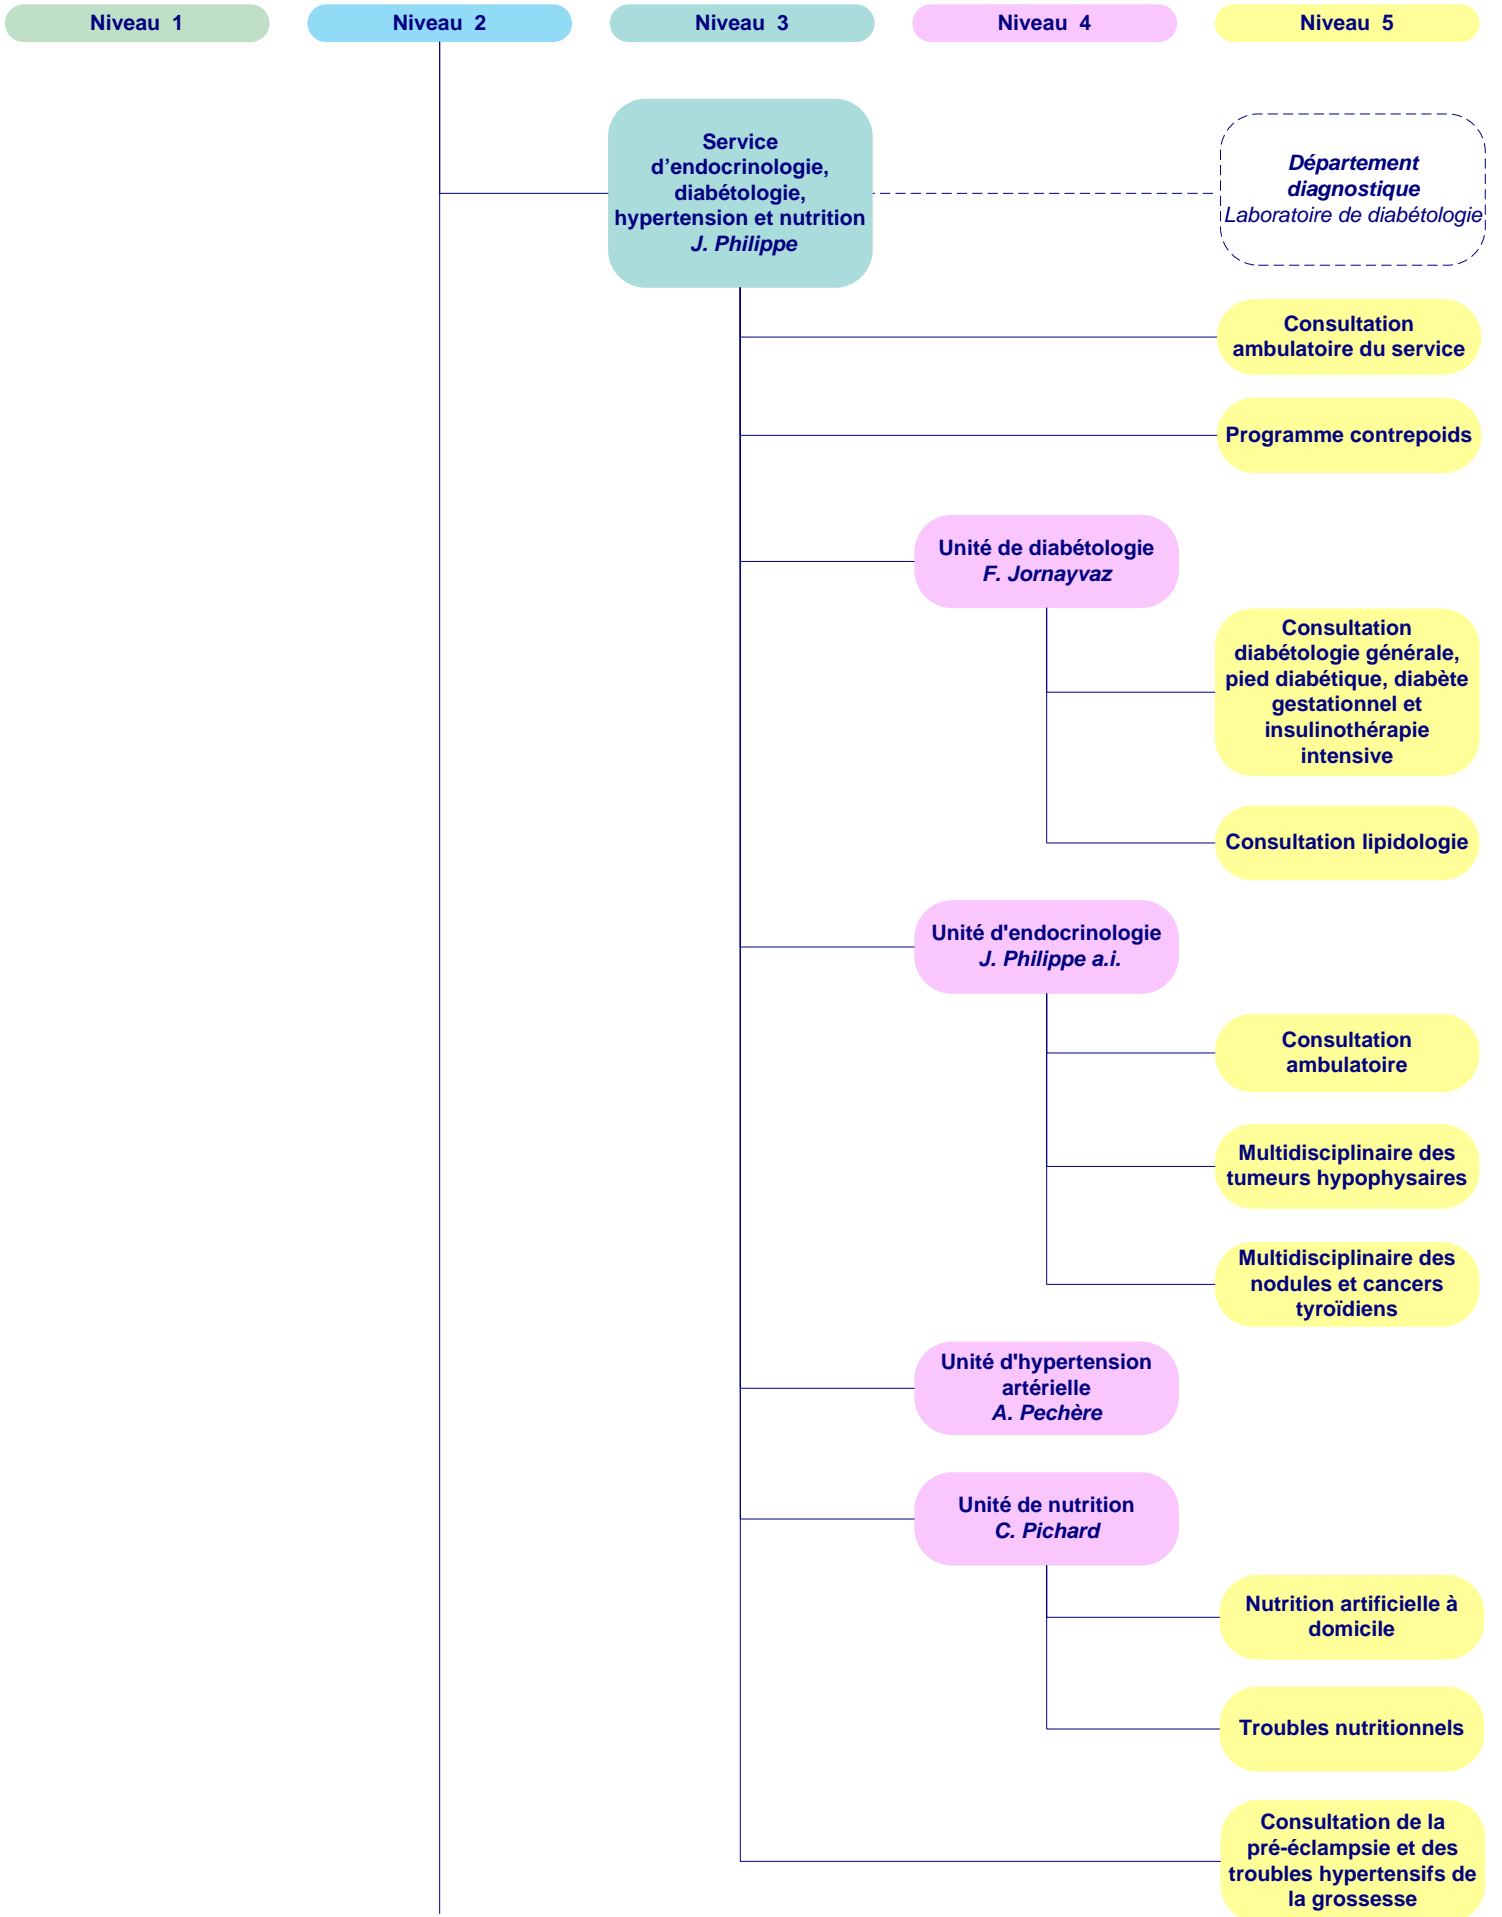 Niveau 1
Niveau 2
Niveau 3
Niveau 4
Niveau 5
Service
d’endocrinologie,
diabétologie,
hypertension et nutrition
J. Philippe
Département
diagnostique
Laboratoire de diabétologie
Consultation
ambulatoire du service
Programme contrepoids
Unité de diabétologie
F. Jornayvaz
Consultation
diabétologie générale,
pied diabétique, diabète
gestationnel et
insulinothérapie
intensive
Consultation lipidologie
Unité d'endocrinologie
J. Philippe a.i.
Consultation
ambulatoire
Multidisciplinaire des
tumeurs hypophysaires
Multidisciplinaire des
nodules et cancers
tyroïdiens
Unité d'hypertension
artérielle
A. Pechère
Unité de nutrition
C. Pichard
Nutrition artificielle à
domicile
Troubles nutritionnels
Consultation de la
pré-éclampsie et des
troubles hypertensifs de
la grossesse